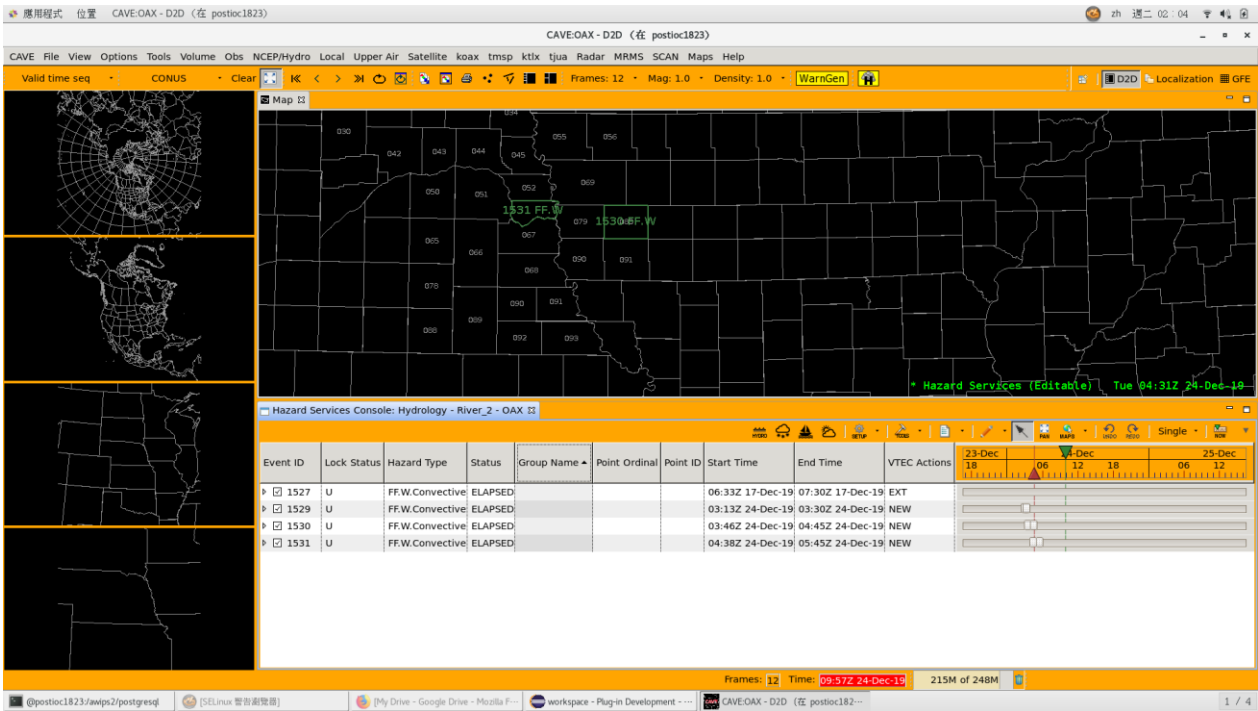 應用程式 位置 CAVE:OAX - D2D (在 postioc1823) zh 週二 02:04
CAVE:OAX - D2D (在 postioc1823)
CAVE File View Options Tools Volume Obs NCEP/Hydro Local Upper Air Satellite koax tmsp ktlx tjua Radar MRMS SCAN Maps Help
Valid time seq CONUS Clear Frames: 12 Mag: 1.0 Density: 1.0 WarnGen D2D Localization GFE
Map
034
030 055 056
042 043 044 045
050 051 052 069
1531 FF.W
079 1530 FF.W
065 066 067
068 090 091
078
090 091
088 089
092 093
* Hazard Services (Editable) Tue 04:31Z 24-Dec-19
Hazard Services Console: Hydrology - River_2 - OAX
HYDRO SETUP TOOLS PAN MAPS UNDO REDO Single NOW
Event ID Lock Status Hazard Type Status Group Name Point Ordinal Point ID Start Time End Time VTEC Actions
23-Dec 24-Dec 25-Dec
18 06 12 18 06 12
1527 U FF.W.Convective ELAPSED 06:33Z 17-Dec-19 07:30Z 17-Dec-19 EXT
1529 U FF.W.Convective ELAPSED 03:13Z 24-Dec-19 03:30Z 24-Dec-19 NEW
1530 U FF.W.Convective ELAPSED 03:46Z 24-Dec-19 04:45Z 24-Dec-19 NEW
1531 U FF.W.Convective ELAPSED 04:38Z 24-Dec-19 05:45Z 24-Dec-19 NEW
Frames: 12 Time: 09:57Z 24-Dec-19 215M of 248M
@postioc1823:/awips2/postgresql [SELinux 警告瀏覽器] [My Drive - Google Drive - Mozilla F··· workspace - Plug-in Development - ··· CAVE:OAX - D2D (在 postioc182··· 1 / 4